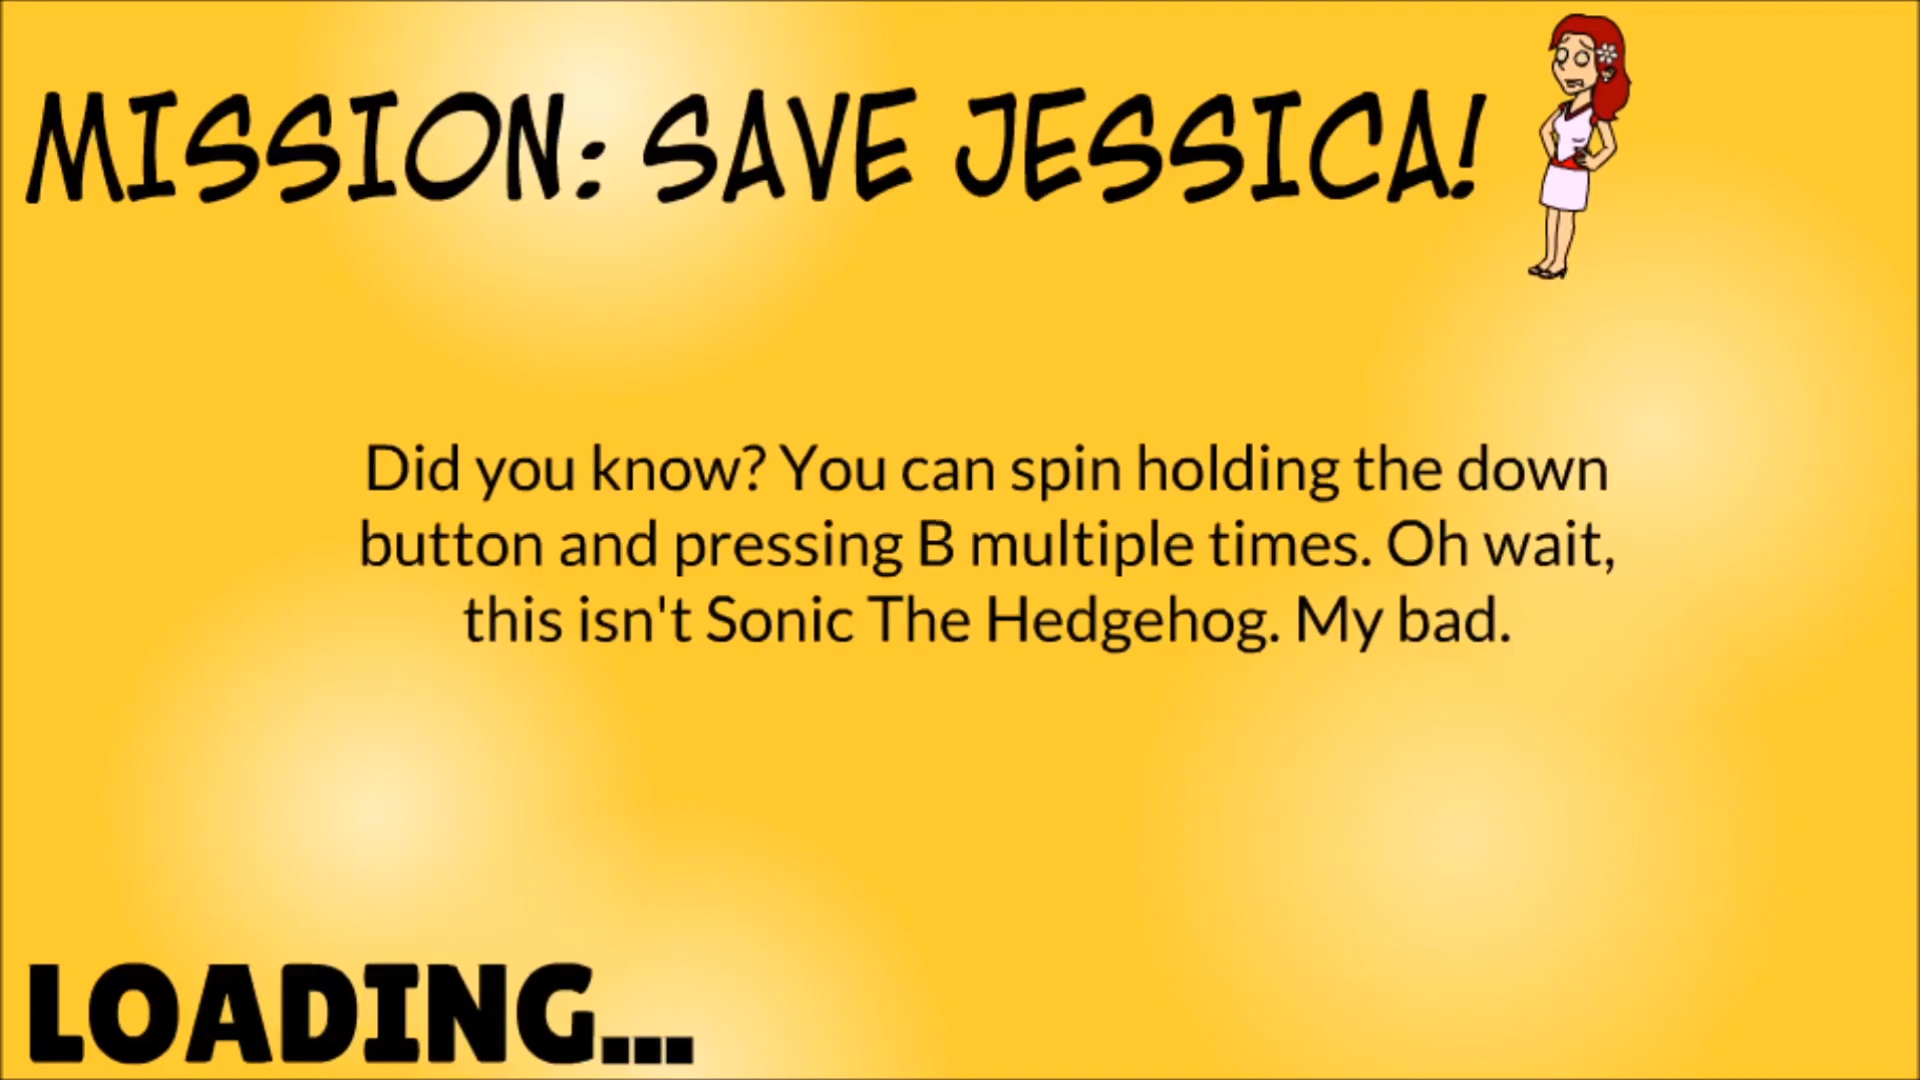 MISSION: SAVE JESSICA!
Did you know? You can spin holding the down
button and pressing B multiple times. Oh wait,
this isn't Sonic The Hedgehog. My bad.
LOADING...